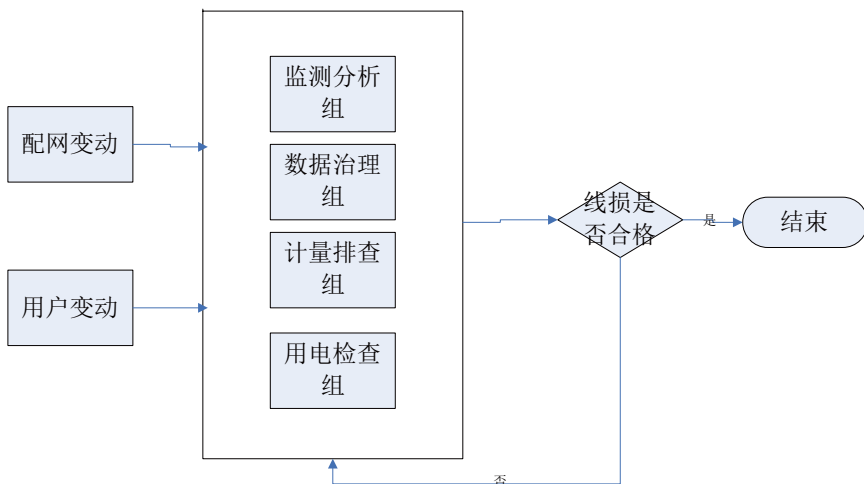 监测分析
组
配网变动
数据治理
组
计量排查
组
用户变动
用电检查
组
线损是
否合格
是
结束
否